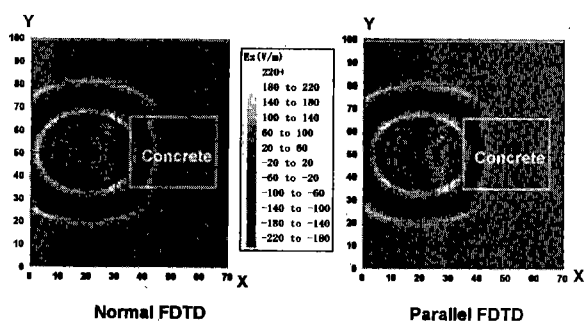 Y
100
90
80
70
60
50
40
30
20
10
0
0 10 20 30 40 50 60 70
X
Concrete
Normal FDTD
Ex(V/m)
220+
180 to 220
140 to 180
100 to 140
60 to 100
20 to 60
-20 to 20
-60 to -20
-100 to -60
-140 to -100
-180 to -140
-220 to -180
Y
100
90
80
70
60
50
40
30
20
10
0
0 10 20 30 40 50 60 70
X
Concrete
Parallel FDTD